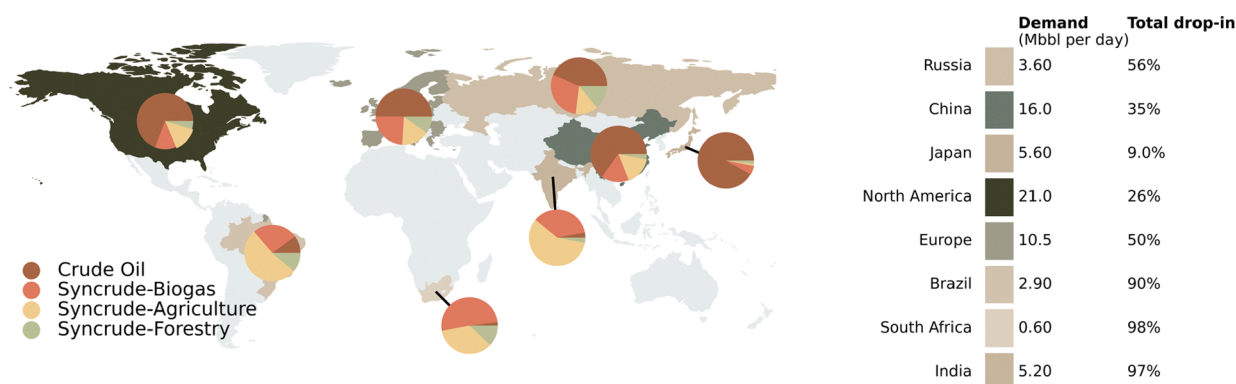 Crude Oil
Syncrude-Biogas
Syncrude-Agriculture
Syncrude-Forestry
Demand Total drop-in
(Mbbl per day)
Russia 3.60 56%
China 16.0 35%
Japan 5.60 9.0%
North America 21.0 26%
Europe 10.5 50%
Brazil 2.90 90%
South Africa 0.60 98%
India 5.20 97%